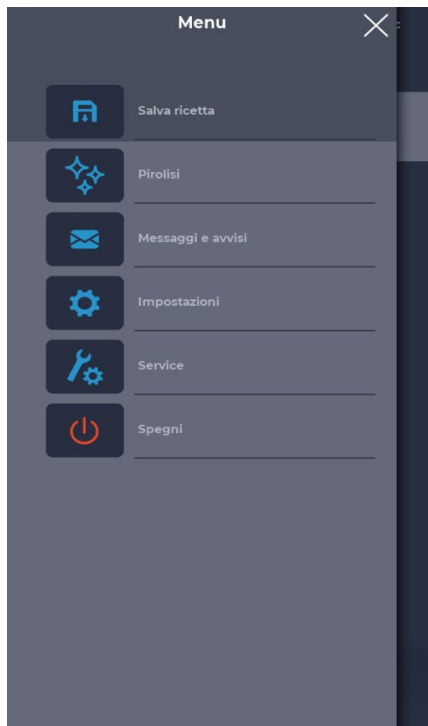 Menu
Salva ricetta
Pirolisi
Messaggi e avvisi
Impostazioni
Service
Spegni